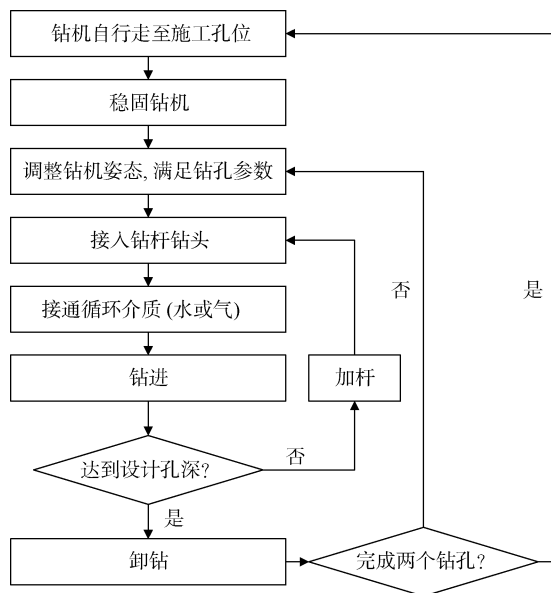 钻机自行走至施工孔位
稳固钻机
调整钻机姿态, 满足钻孔参数
接入钻杆钻头
接通循环介质 (水或气)
否
是
钻进
加杆
达到设计孔深?
否
是
卸钻
完成两个钻孔?